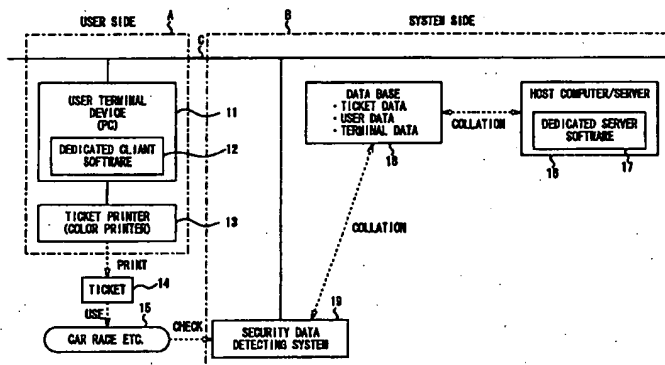 USER SIDE
A
B
SYSTEM SIDE
C
USER TERMINAL
DEVICE
(PC)
11
DEDICATED CLIANT
SOFTWARE
12
TICKET PRINTER
(COLOR PRINTER)
13
PRINT
TICKET
14
USE
15
CAR RACE ETC.
CHECK
DATA BASE
・TICKET DATA
・USER DATA
・TERMINAL DATA
18
COLLATION
HOST COMPUTER/SERVER
DEDICATED SERVER
SOFTWARE
16
17
COLLATION
19
SECURITY DATA
DETECTING SYSTEM